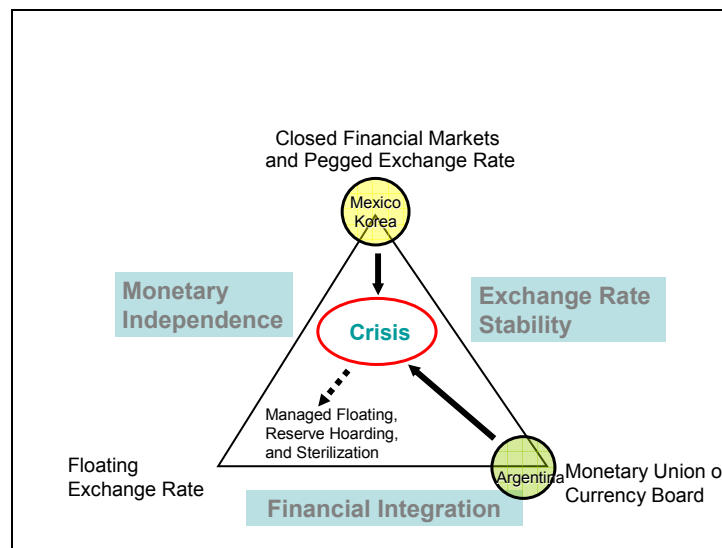 Closed Financial Markets
and Pegged Exchange Rate
Mexico
Korea
Monetary
Independence
Exchange Rate
Stability
Crisis
Managed Floating,
Reserve Hoarding,
and Sterilization
Floating
Exchange Rate
Argentina
Monetary Union o
Currency Board
Financial Integration